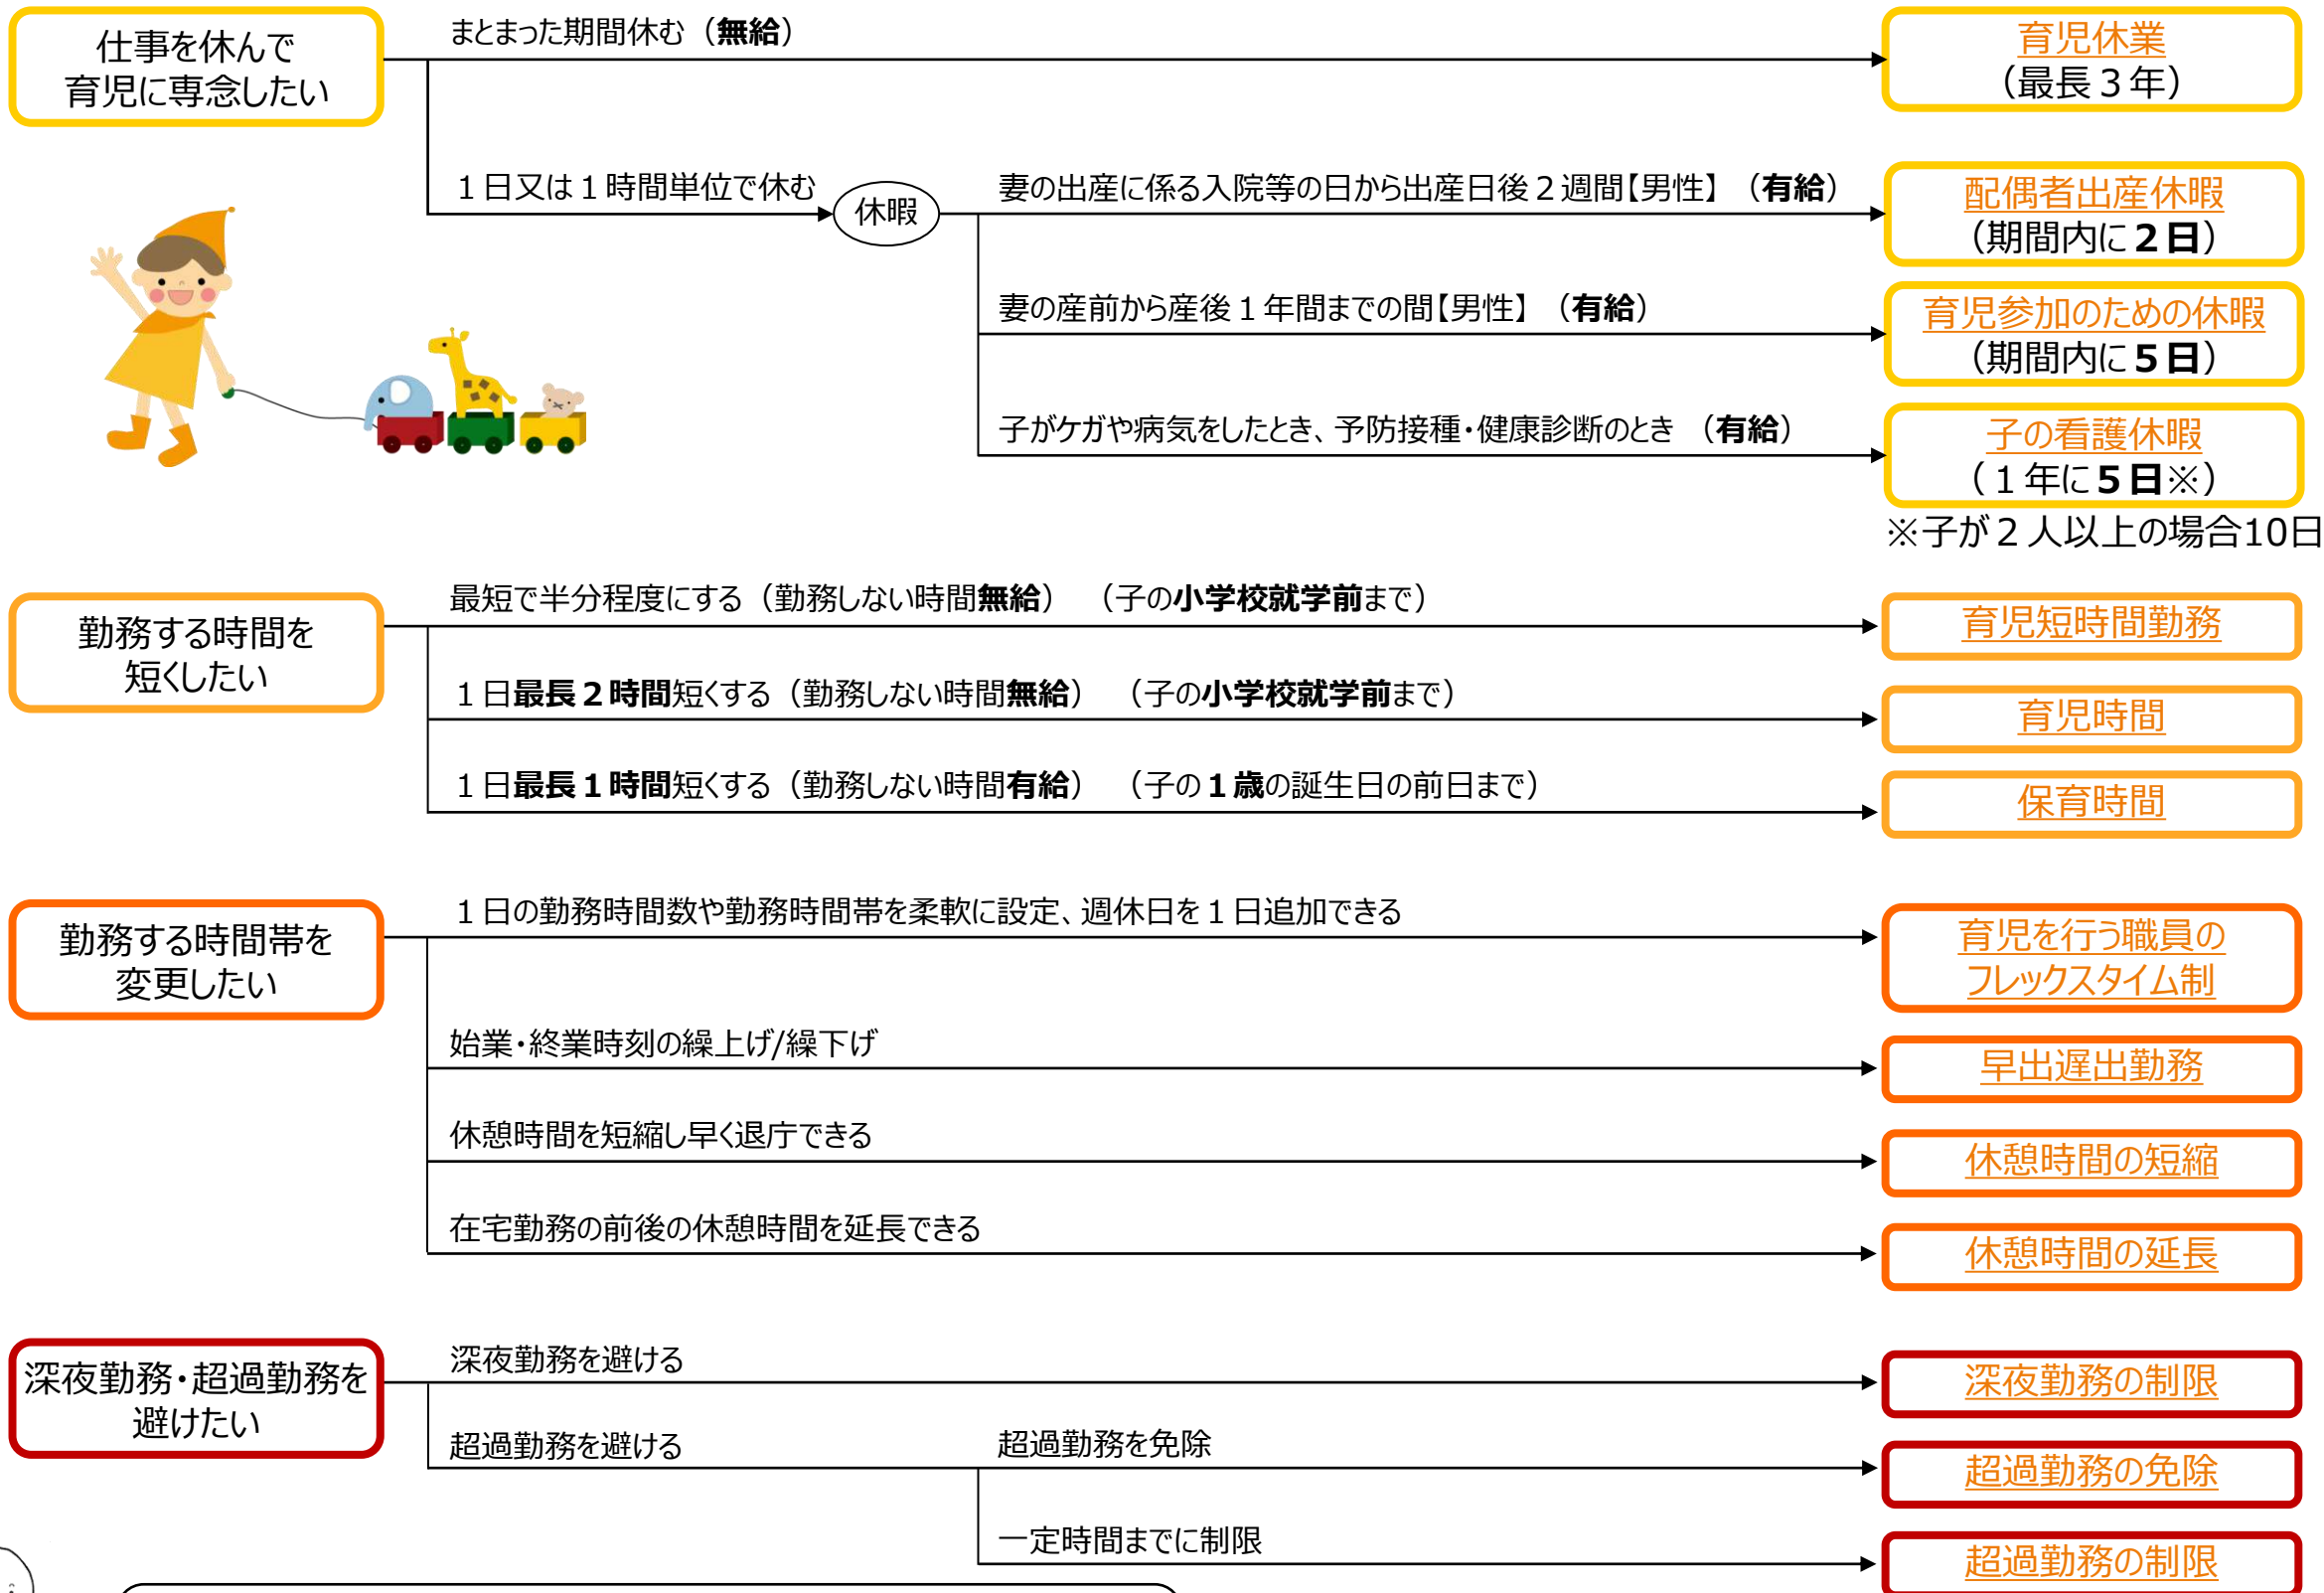 仕事を休んで
育児に専念したい
まとまった期間休む（無給）
育児休業
（最長３年）
１日又は１時間単位で休む
休暇
妻の出産に係る入院等の日から出産日後２週間【男性】（有給）
配偶者出産休暇
（期間内に２日）
妻の産前から産後１年間までの間【男性】（有給）
育児参加のための休暇
（期間内に５日）
子がケガや病気をしたとき、予防接種・健康診断のとき（有給）
子の看護休暇
（１年に５日※）
※子が２人以上の場合10日
勤務する時間を
短くしたい
最短で半分程度にする（勤務しない時間無給）　（子の小学校就学前まで）
育児短時間勤務
１日最長２時間短くする（勤務しない時間無給）　（子の小学校就学前まで）
育児時間
１日最長１時間短くする（勤務しない時間有給）　（子の１歳の誕生日の前日まで）
保育時間
勤務する時間帯を
変更したい
１日の勤務時間数や勤務時間帯を柔軟に設定、週休日を１日追加できる
育児を行う職員の
フレックスタイム制
始業・終業時刻の繰上げ/繰下げ
早出遅出勤務
休憩時間を短縮し早く退庁できる
休憩時間の短縮
在宅勤務の前後の休憩時間を延長できる
休憩時間の延長
深夜勤務・超過勤務を
避けたい
深夜勤務を避ける
深夜勤務の制限
超過勤務を避ける
超過勤務を免除
超過勤務の免除
一定時間までに制限
超過勤務の制限